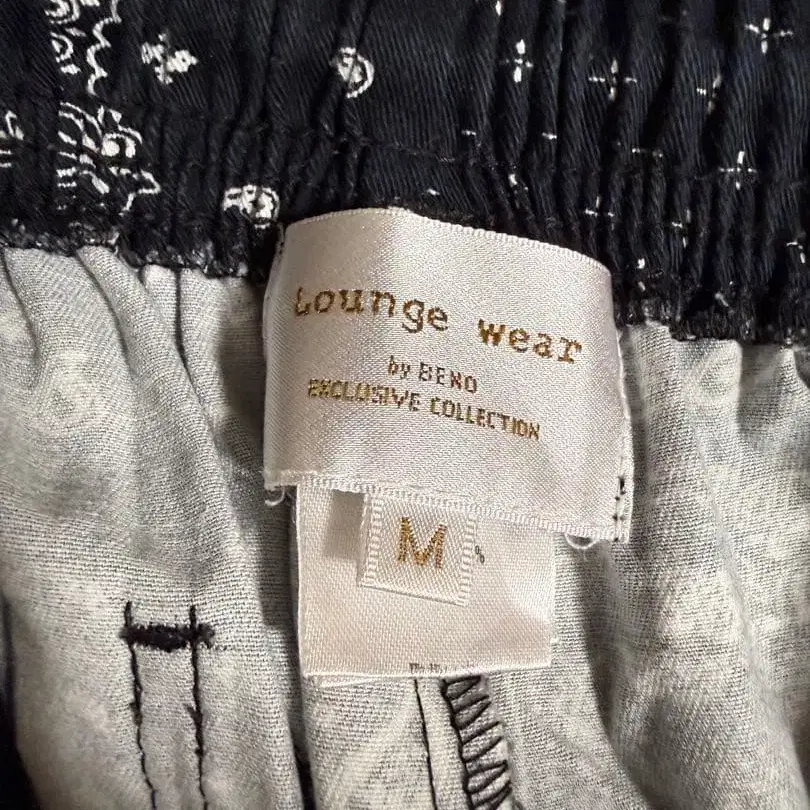 Lounge wear
by BENO
EXCLUSIVE COLLECTION
M
%